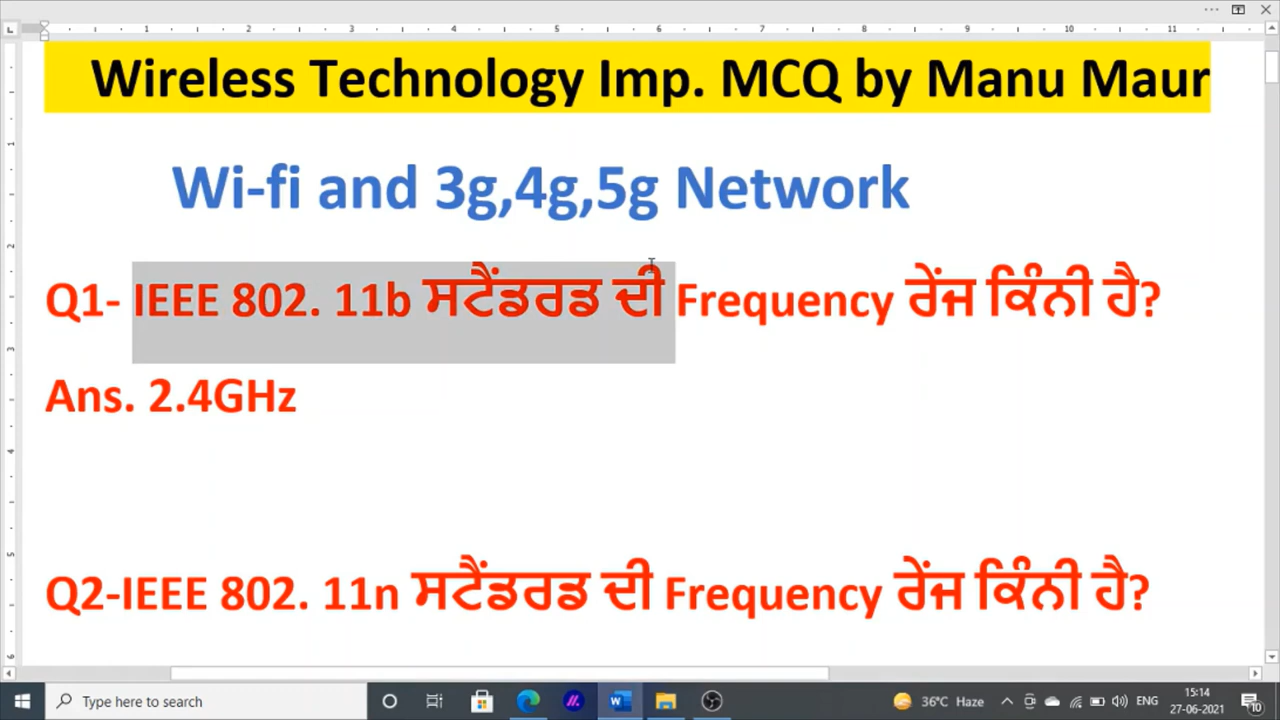 Wireless Technology Imp. MCQ by Manu Maur
Wi-fi and 3g,4g,5g Network
Q1- IEEE 802. 11b ਸਟੈਂਡਰਡ ਦੀ Frequency ਰੇਂਜ ਕਿੰਨੀ ਹੈ?
Ans. 2.4GHz
Q2-IEEE 802. 11n ਸਟੈਂਡਰਡ ਦੀ Frequency ਰੇਂਜ ਕਿੰਨੀ ਹੈ?
Type here to search
36°C Haze
ENG
15:14
27-06-2021
10